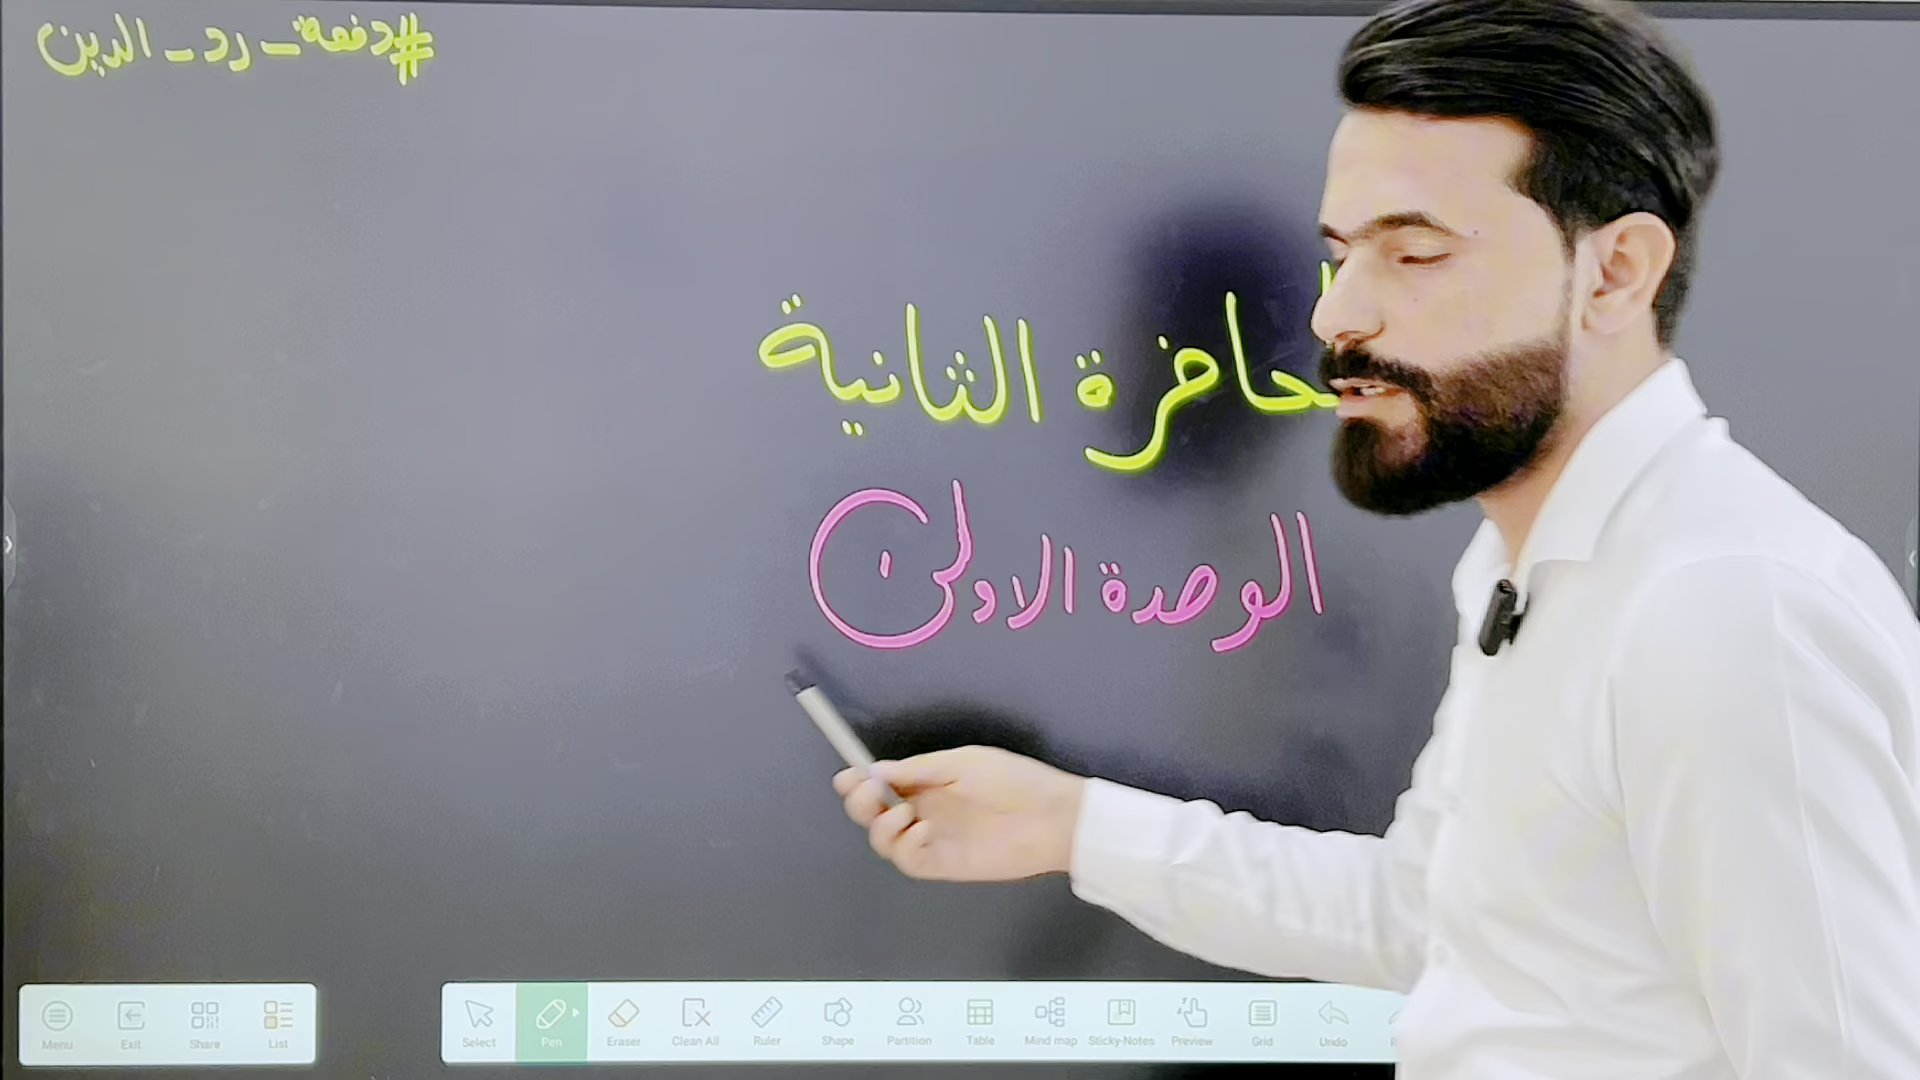 #دفعة_رد_الدين
حاضرة الثانية
الوحدة الاولى
Menu Exit Share List
Select Pen Eraser Clean All Ruler Shape Partition Table Mind map Sticky-Notes Preview Grid Undo